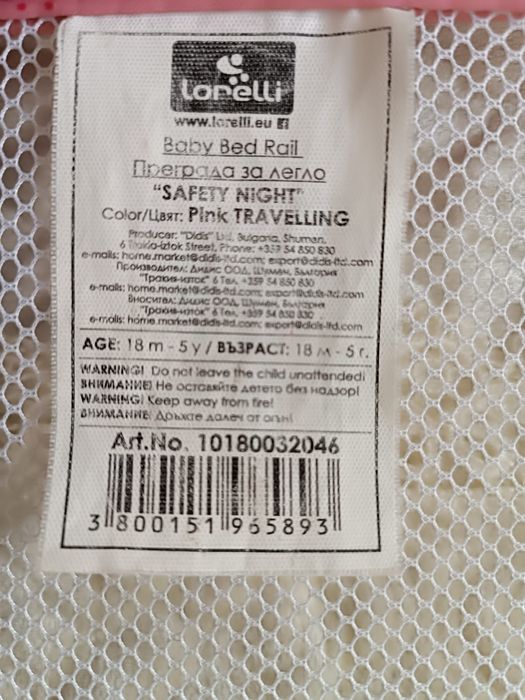 lorelli
www.lorelli.eu
Baby Bed Rail
Преграда за легло
"SAFETY NIGHT"
Color/Цвят: Pink TRAVELLING
Producer: "Didis" Ltd, Bulgaria, Shumen,
6 Trakia-iztok Street, Phone: +359 54 850 830
e-mails: home.market@didis-ltd.com; export@didis-ltd.com
Производител: Дидис ООД, Шумен, България
"Тракия-изток" 6 Тел. +359 54 850 830
e-mails: home.market@didis-ltd.com; export@didis-ltd.com
Вносител: Дидис ООД, Шумен, България
"Тракия-изток" 6 Тел. +359 54 850 830
e-mails: home.market@didis-ltd.com; export@didis-ltd.com
AGE: 18 m - 5 y / ВЪЗРАСТ: 18 м - 5 г.
WARNING! Do not leave the child unattended!
ВНИМАНИЕ! Не оставяйте детето без надзор!
WARNING! Keep away from fire!
ВНИМАНИЕ! Дръжте далеч от огън!
Art.No. 10180032046
3 800151 965893